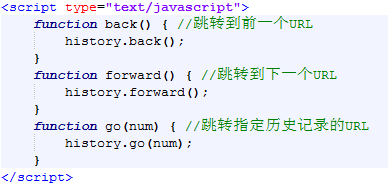 <script type="text/javascript">
    function back() { //跳转到前一个URL
        history.back();
    }
    function forward() { //跳转到下一个URL
        history.forward();
    }
    function go(num) { //跳转指定历史记录的URL
        history.go(num);
    }
</script>